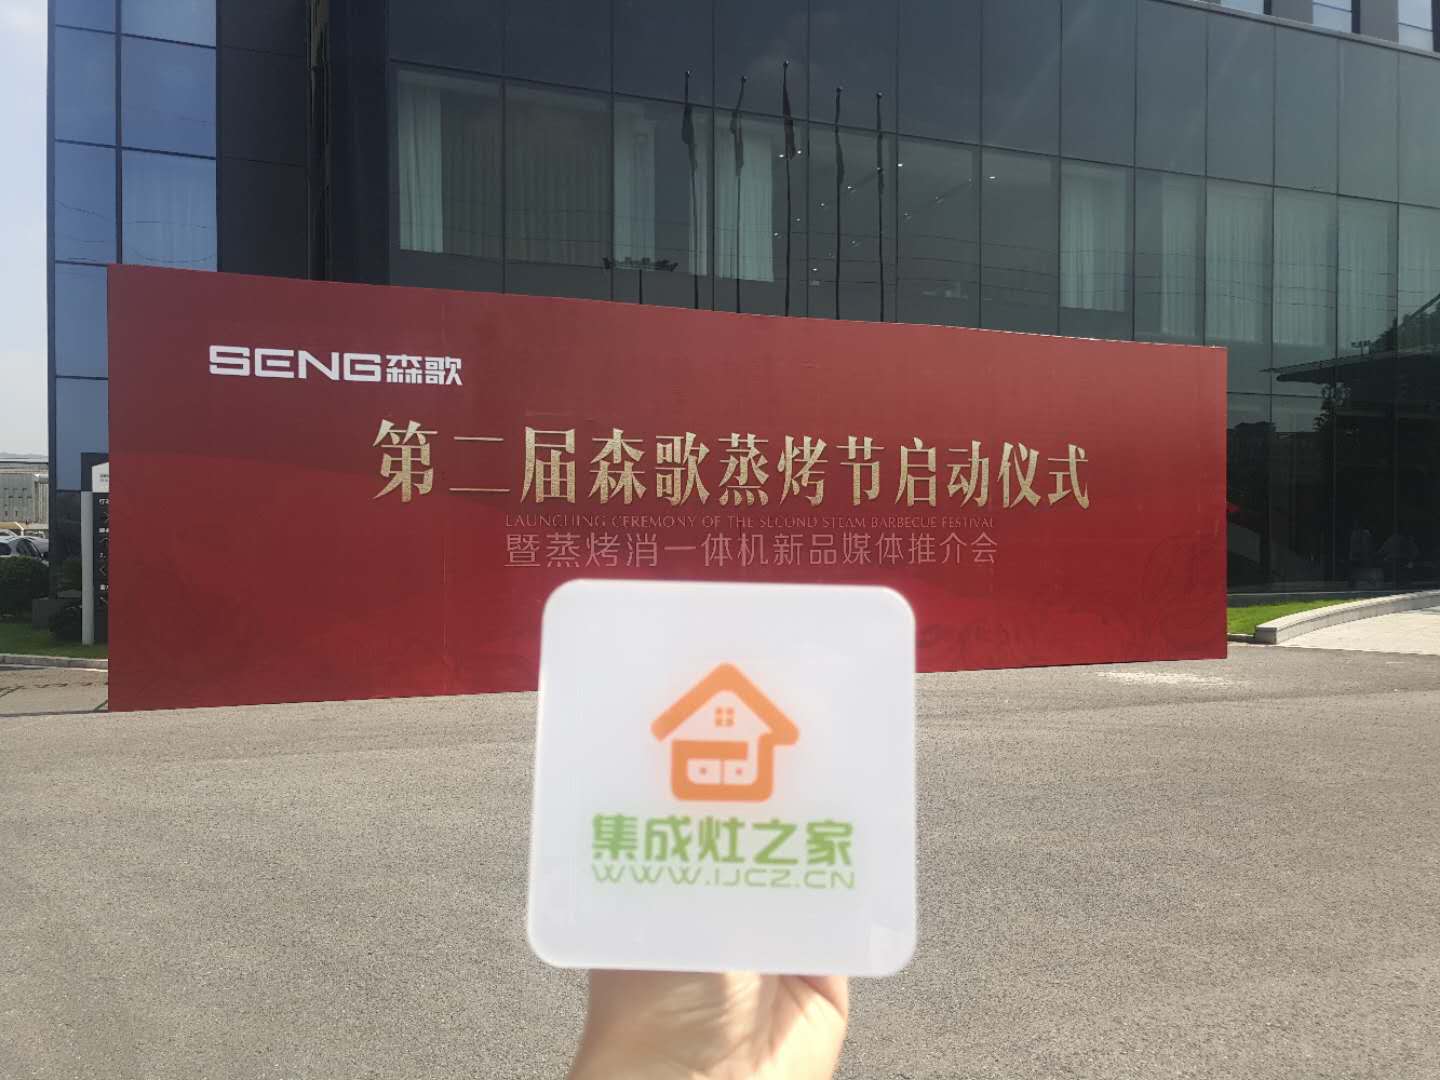 SENG森歌
第二届森歌蒸烤节启动仪式
LAUNCHING CEREMONY OF THE SECOND STEAM BARBECUE FESTIVAL
暨蒸烤消一体机新品媒体推介会
集成灶之家
WWW.IJCZ.CN